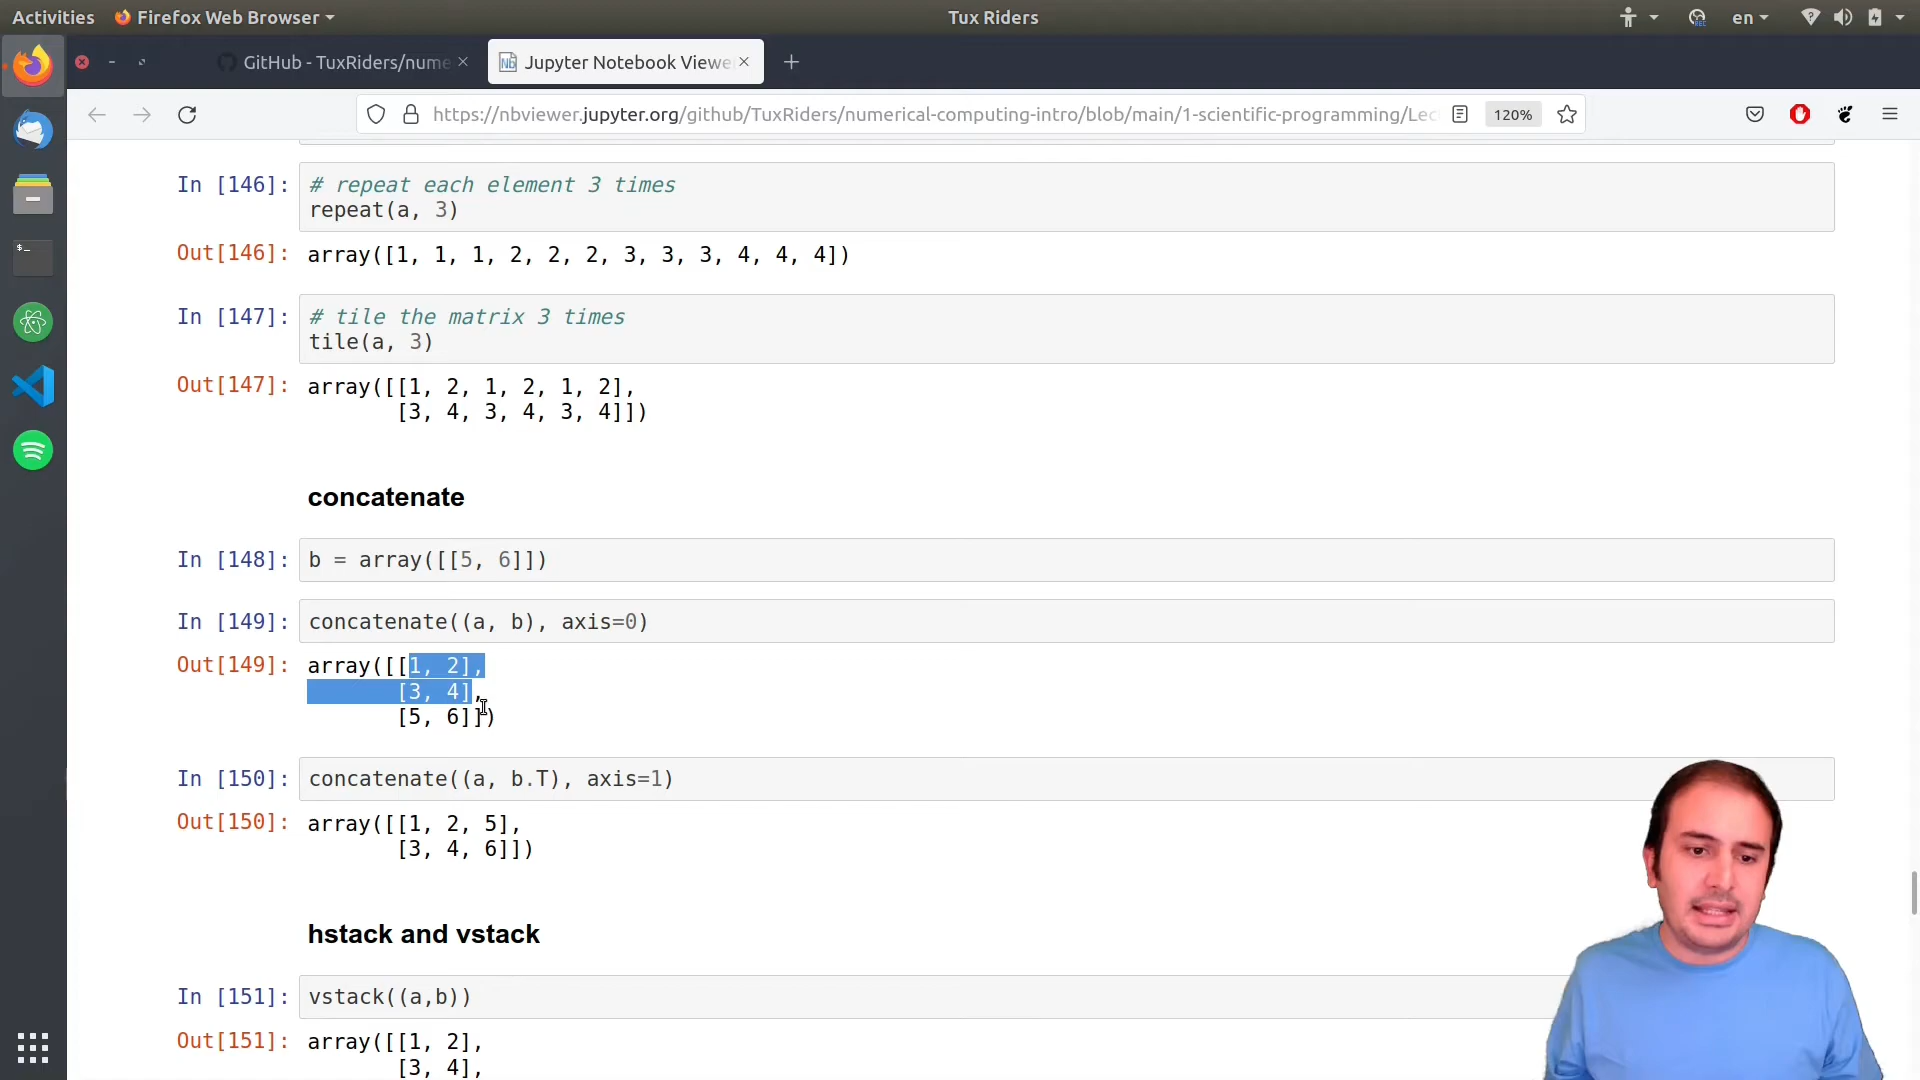 Activities Firefox Web Browser Tux Riders en
GitHub - TuxRiders/nume Jupyter Notebook Viewe
https://nbviewer.jupyter.org/github/TuxRiders/numerical-computing-intro/blob/main/1-scientific-programming/Lec 120%
In [146]: # repeat each element 3 times
repeat(a, 3)
Out[146]: array([1, 1, 1, 2, 2, 2, 3, 3, 3, 4, 4, 4])
In [147]: # tile the matrix 3 times
tile(a, 3)
Out[147]: array([[1, 2, 1, 2, 1, 2],
[3, 4, 3, 4, 3, 4]])
concatenate
In [148]: b = array([[5, 6]])
In [149]: concatenate((a, b), axis=0)
Out[149]: array([[1, 2],
[3, 4],
[5, 6]])
In [150]: concatenate((a, b.T), axis=1)
Out[150]: array([[1, 2, 5],
[3, 4, 6]])
hstack and vstack
In [151]: vstack((a,b))
Out[151]: array([[1, 2],
[3, 4],